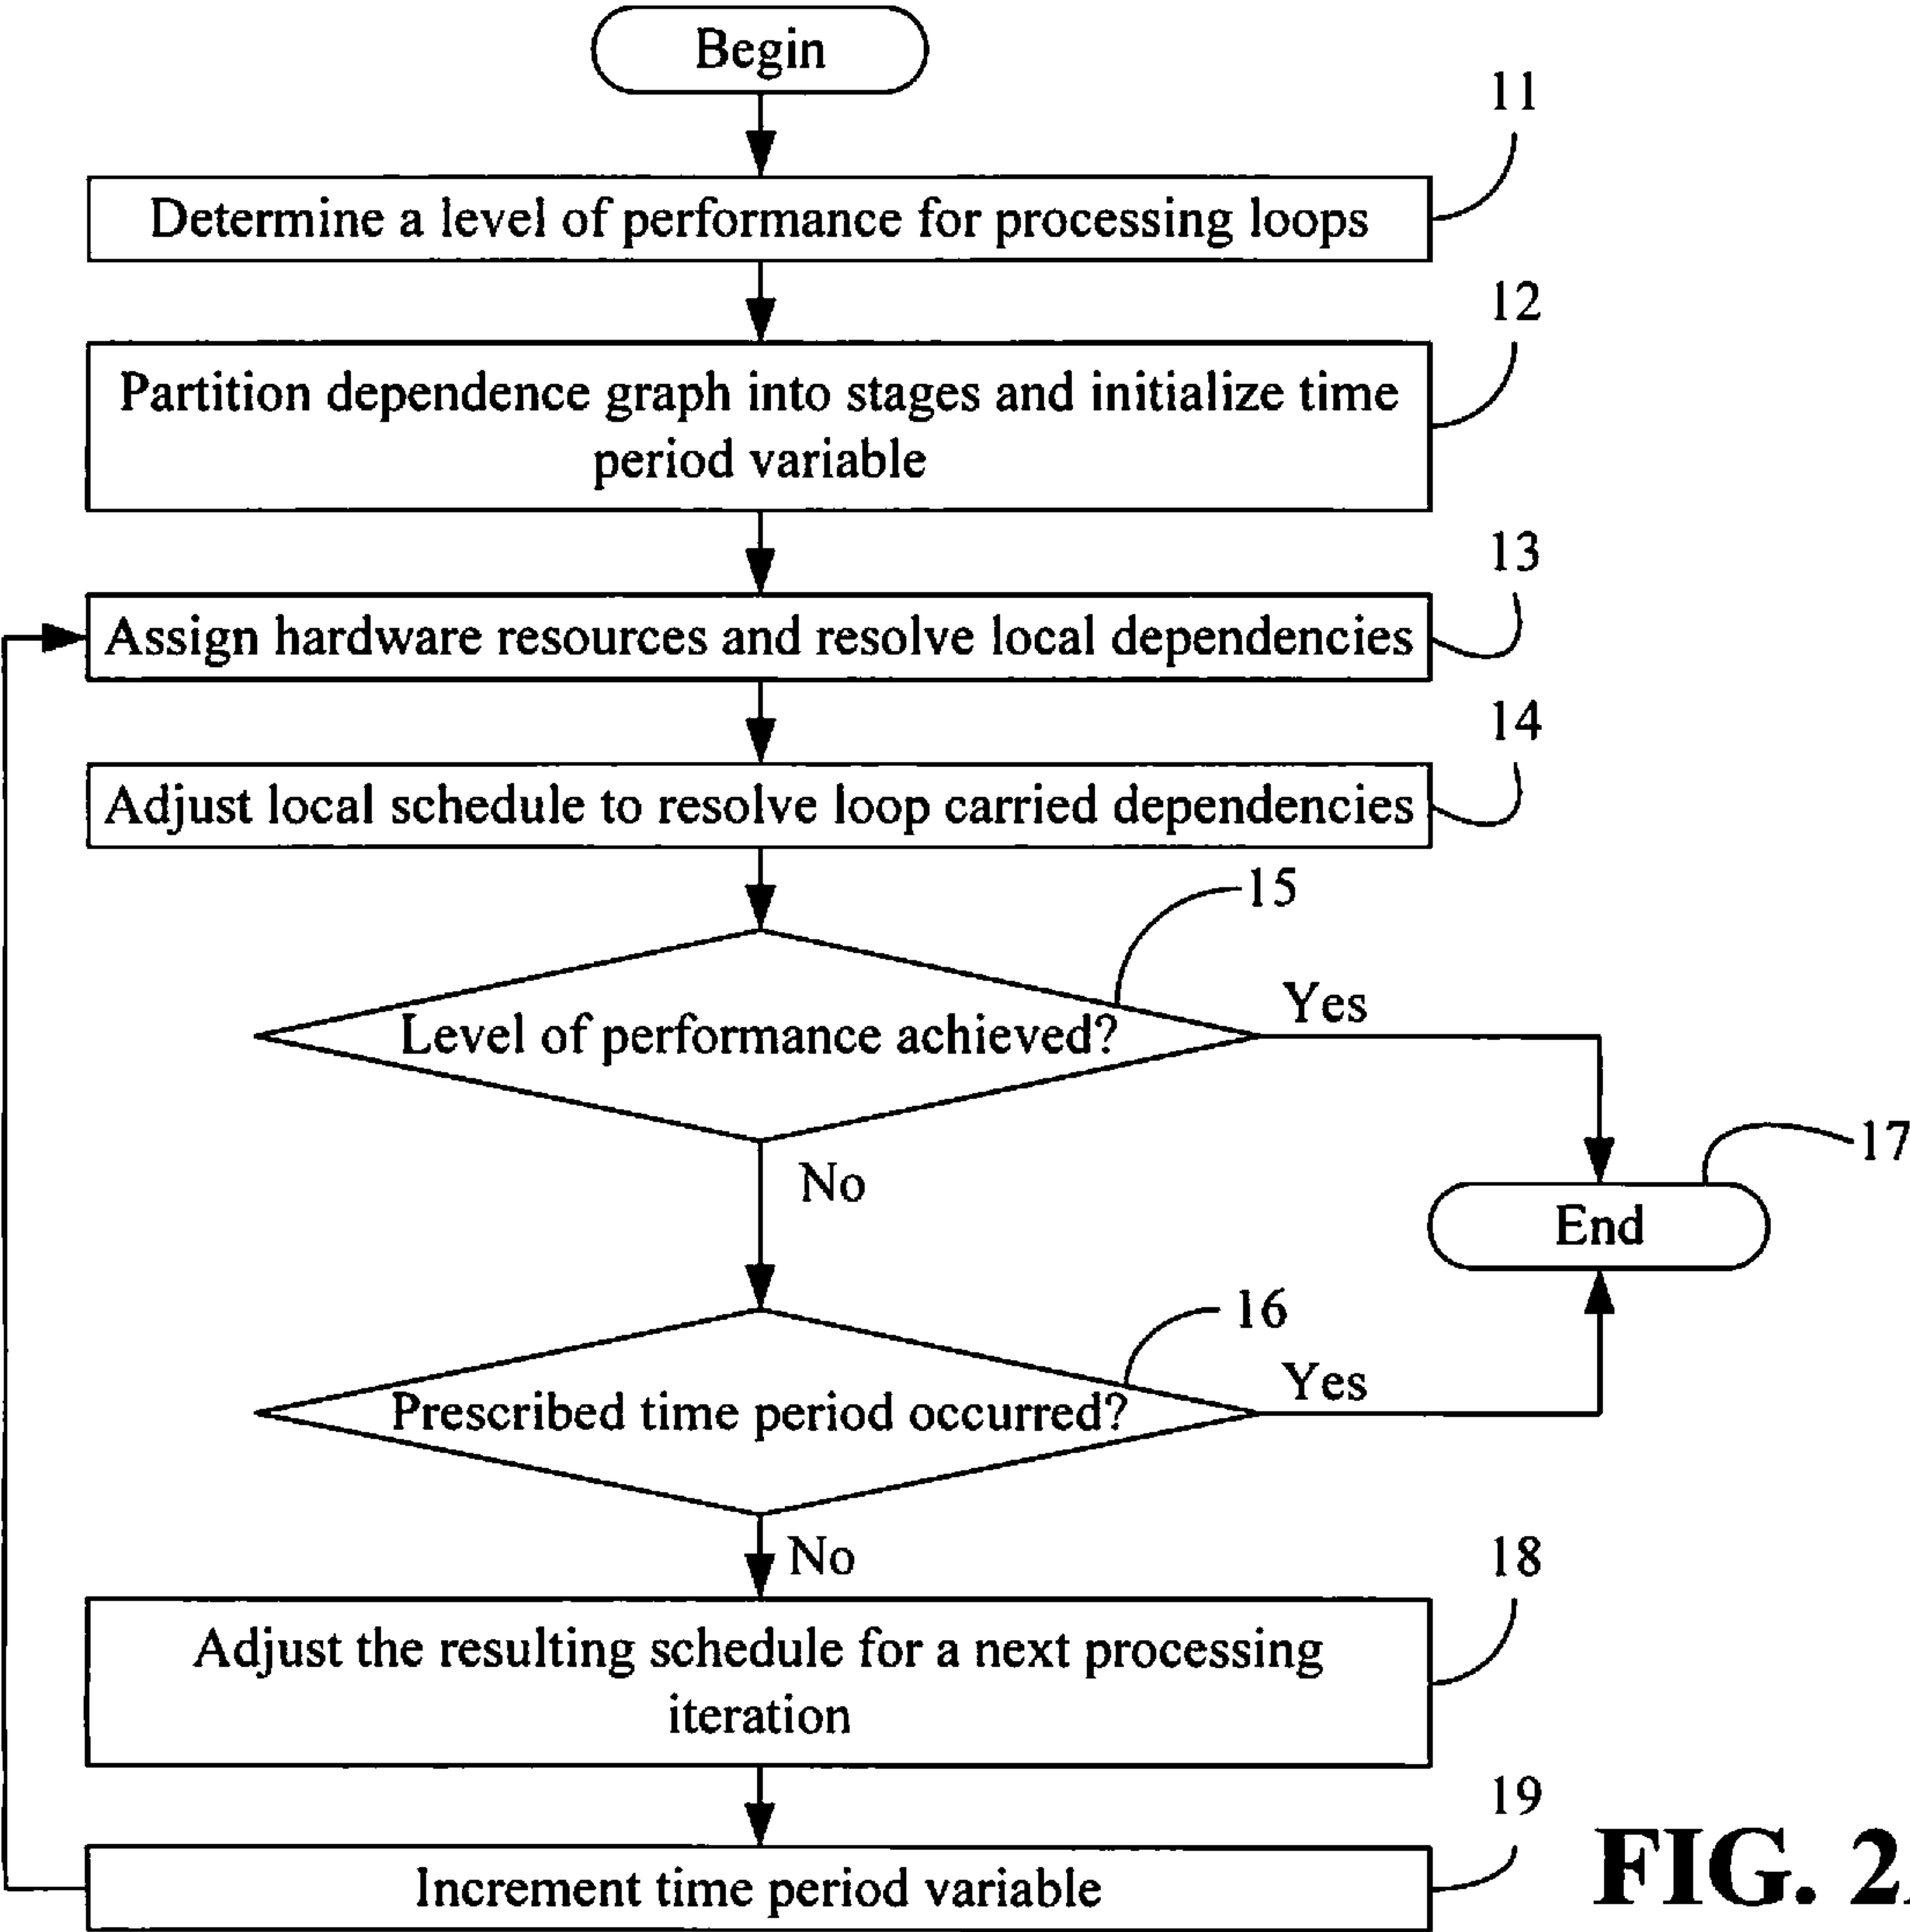 Begin
11
Determine a level of performance for processing loops
12
Partition dependence graph into stages and initialize time
period variable
13
Assign hardware resources and resolve local dependencies
14
Adjust local schedule to resolve loop carried dependencies
15
Level of performance achieved?
Yes
No
17
End
16
Prescribed time period occurred?
Yes
No
18
Adjust the resulting schedule for a next processing
iteration
19
Increment time period variable
FIG. 2